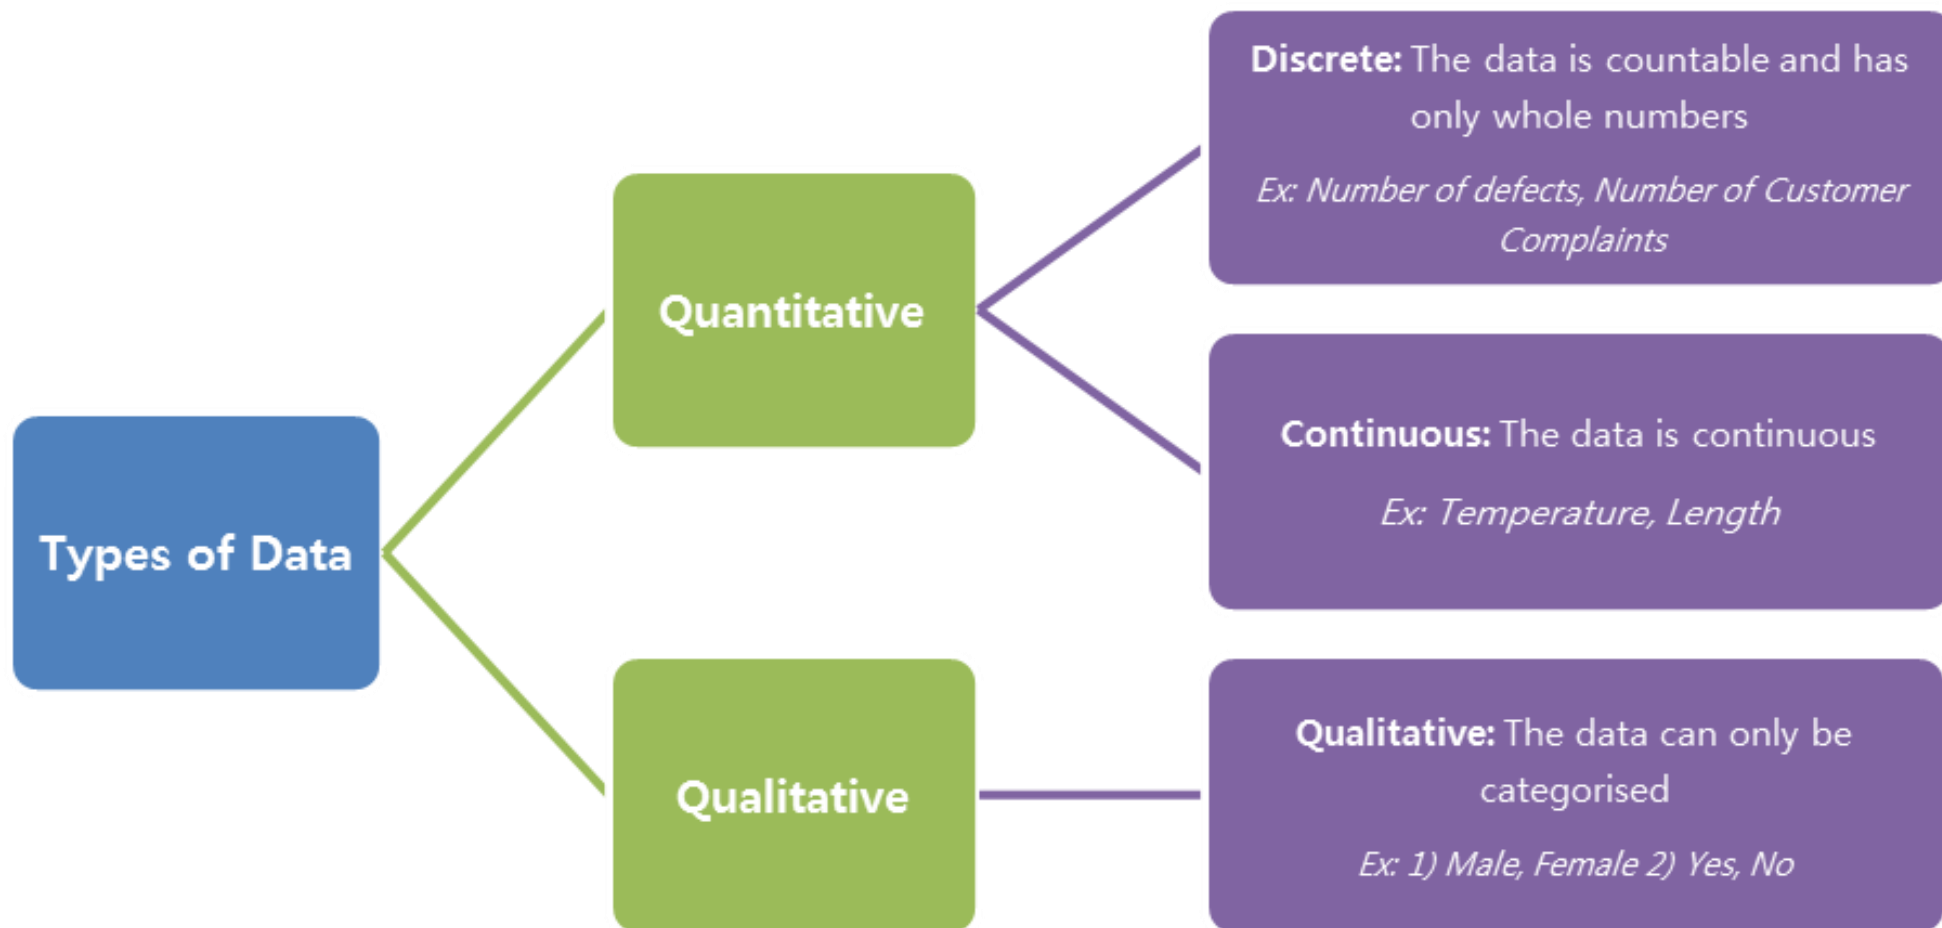 Types of Data
Quantitative
Qualitative
Discrete: The data is countable and has
only whole numbers
Ex: Number of defects, Number of Customer
Complaints
Continuous: The data is continuous
Ex: Temperature, Length
Qualitative: The data can only be
categorised
Ex: 1) Male, Female 2) Yes, No